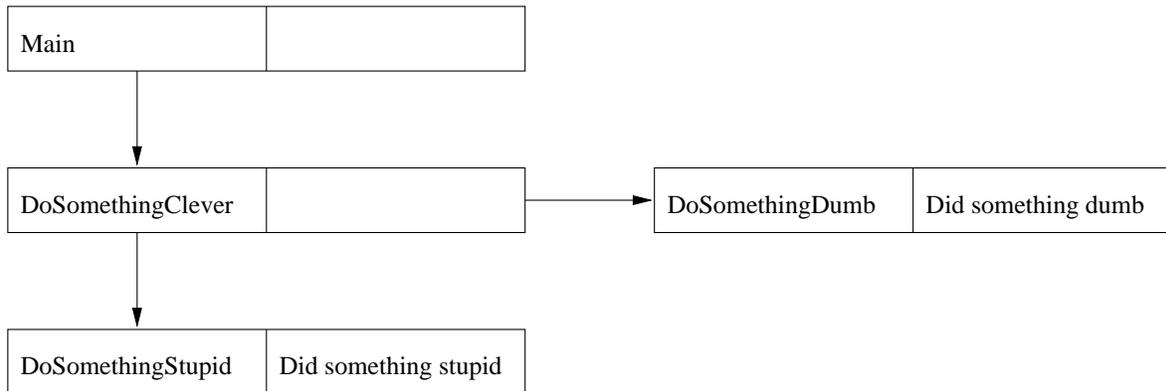 Main
DoSomethingClever
DoSomethingDumb
Did something dumb
DoSomethingStupid
Did something stupid